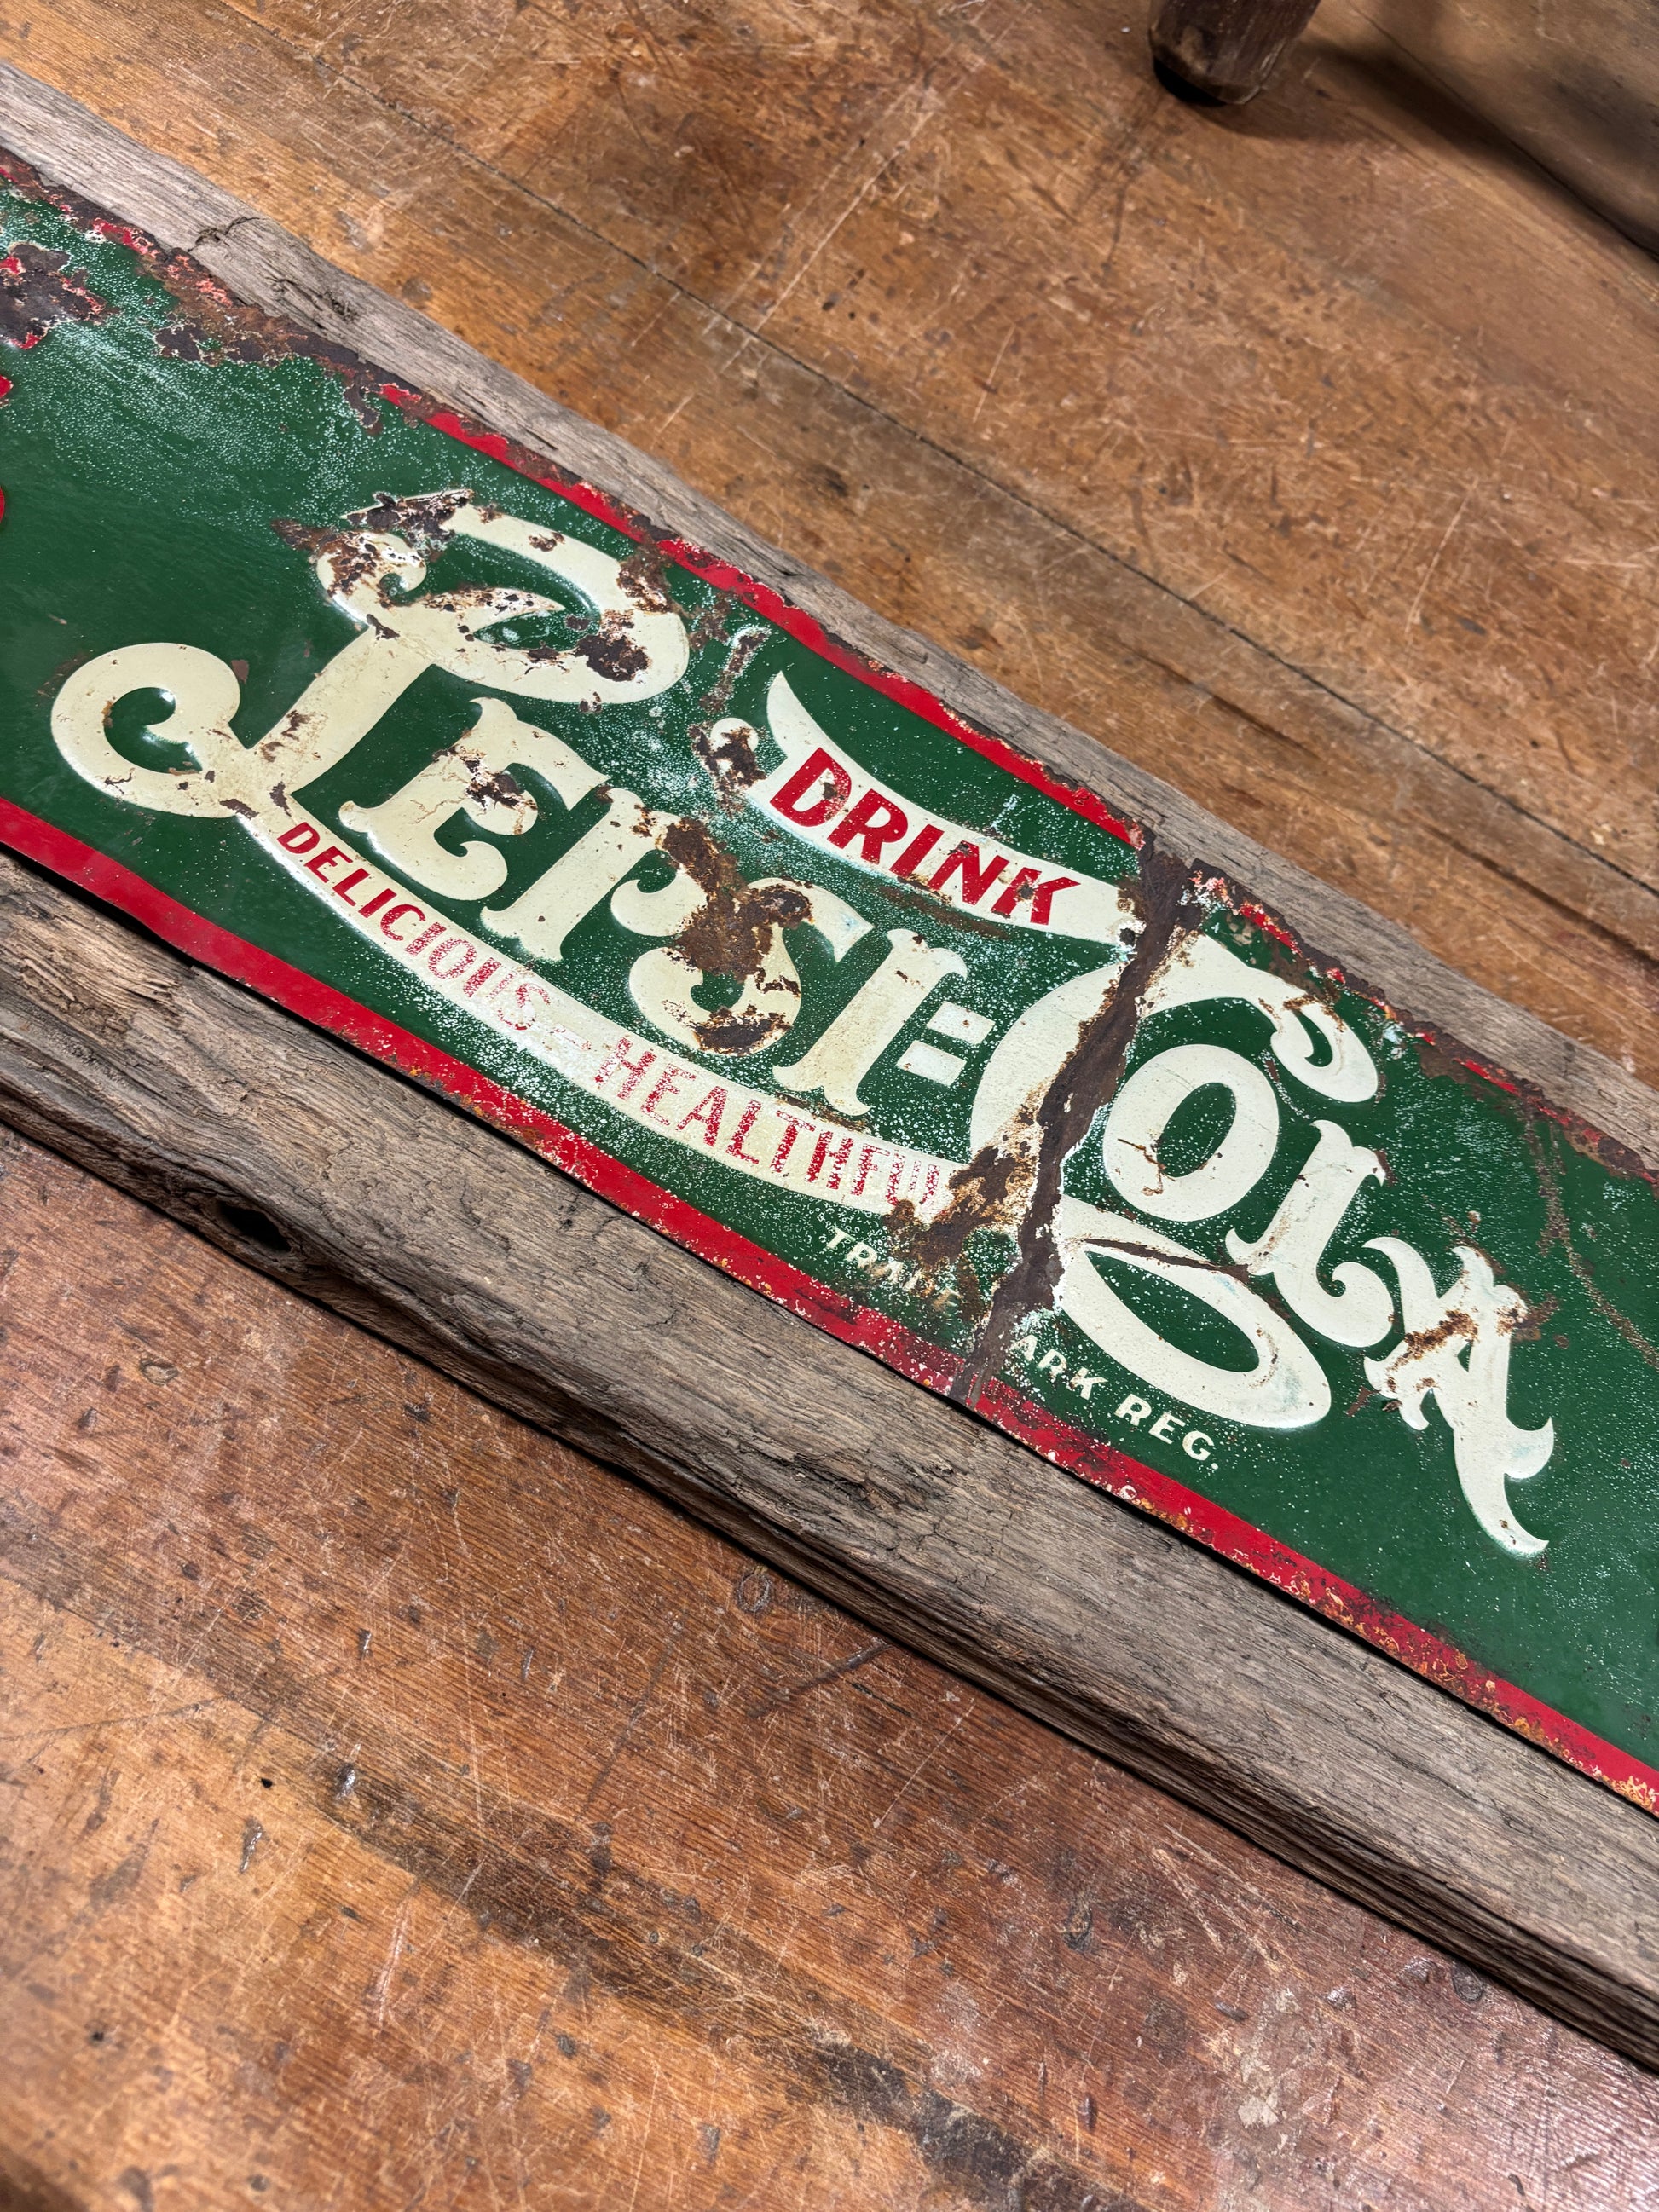 DRINK
PEPSI=COLA
DELICIOUS-HEALTHFUL
TRADE MARK REG.